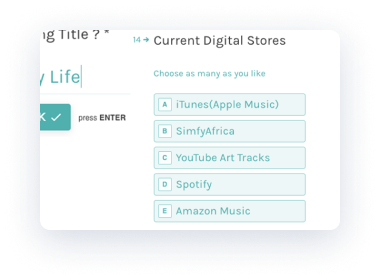 ng Title ? *
y Life
K
press ENTER
14 → Current Digital Stores
Choose as many as you like
A iTunes(Apple Music)
B SimfyAfrica
C YouTube Art Tracks
D Spotify
E Amazon Music